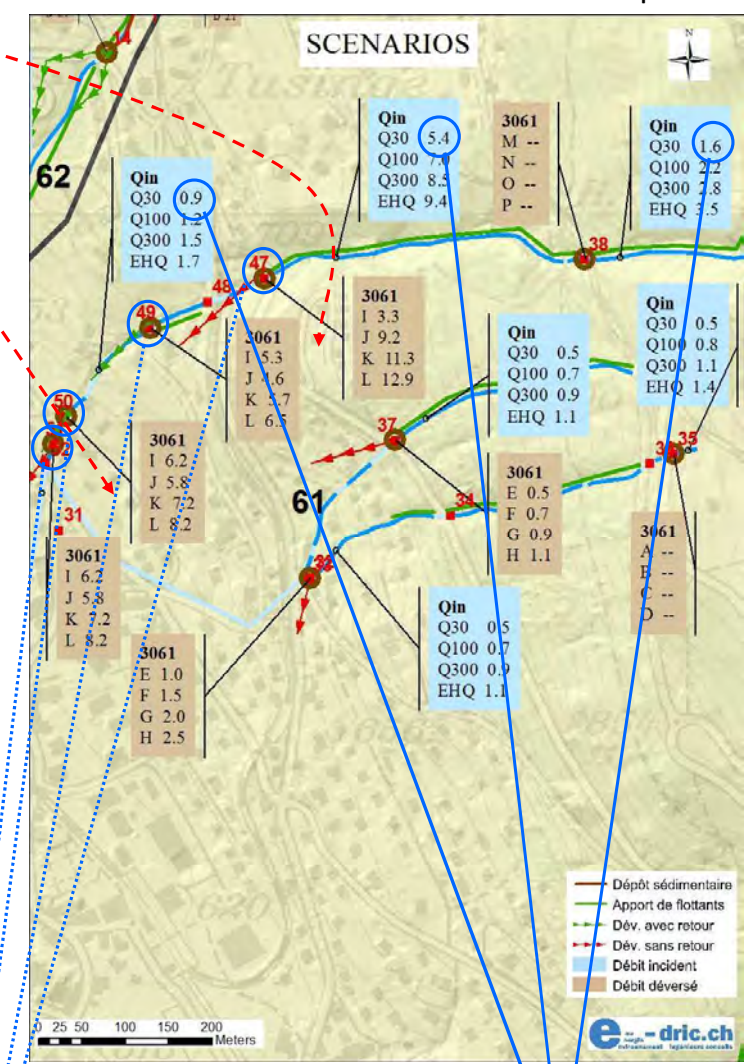 14
SCENARIOS
N
62
Qin
Q30 5.4
Q100 7.0
Q300 8.5
EHQ 9.4
3061
M --
N --
O --
P --
Qin
Q30 1.6
Q100 2.2
Q300 2.8
EHQ 3.5
Qin
Q30 0.9
Q100 1.2
Q300 1.5
EHQ 1.7
38
47
48
49
3061
I 3.3
J 9.2
K 11.3
L 12.9
3061
I 5.3
J 4.6
K 5.7
L 6.5
Qin
Q30 0.5
Q100 0.7
Q300 0.9
EHQ 1.1
Qin
Q30 0.5
Q100 0.8
Q300 1.1
EHQ 1.4
50
37
35
3061
I 6.2
J 5.8
K 7.2
L 8.2
61
34
3061
E 0.5
F 0.7
G 0.9
H 1.1
31
3061
I 6.2
J 5.8
K 7.2
L 8.2
3061
A --
B --
C --
D --
Qin
Q30 0.5
Q100 0.7
Q300 0.9
EHQ 1.1
3061
E 1.0
F 1.5
G 2.0
H 2.5
Dépôt sédimentaire
Apport de flottants
Dév. avec retour
Dév. sans retour
Débit incident
Débit déversé
0 25 50 100 150 200
Meters
e-dric.ch